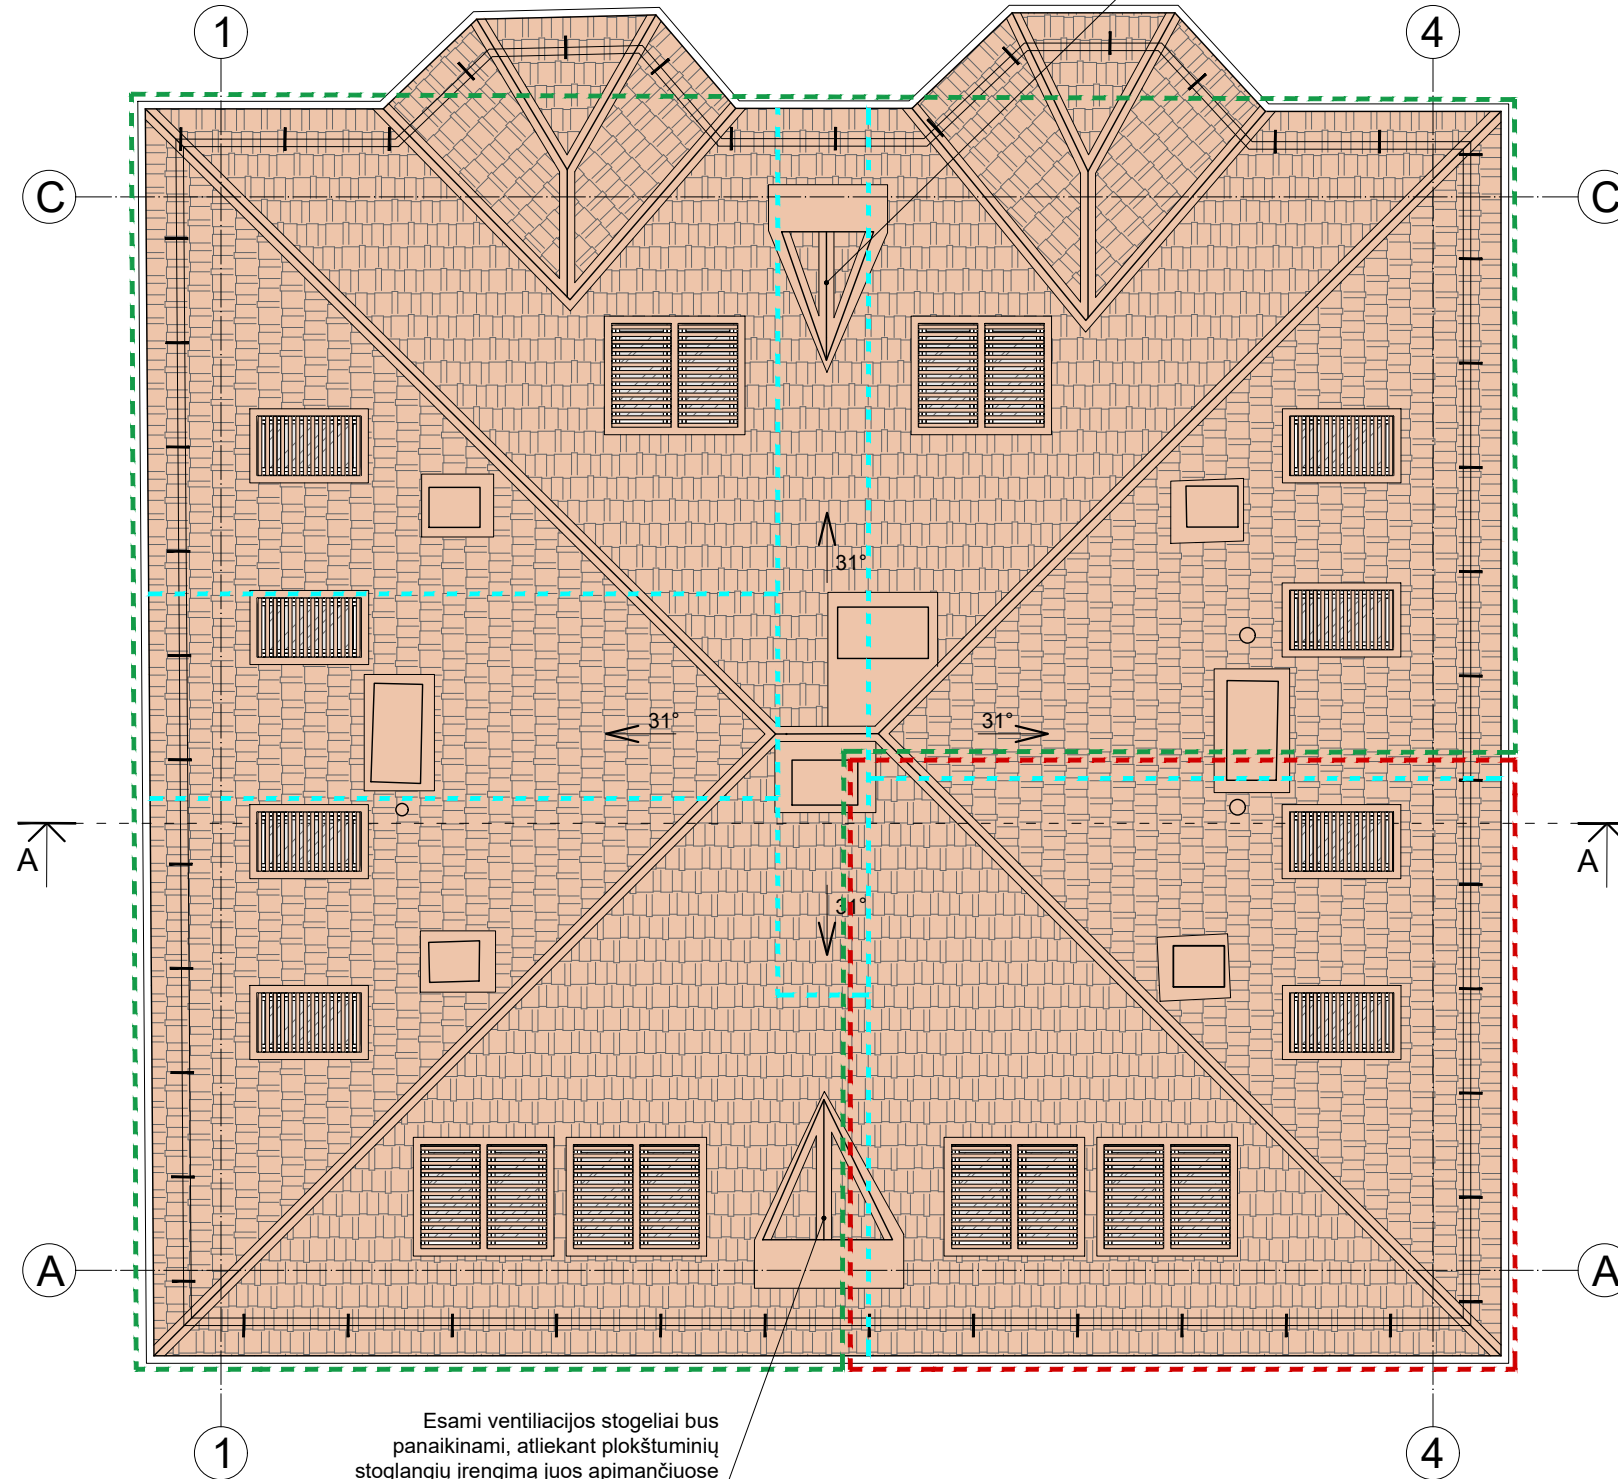 1
4
C
C
31°
31°
31°
A
A
31°
A
A
Esami ventiliacijos stogeliai bus
panaikinami, atliekant plokštuminių
stoglangių įrengimą juos apimančiuose
1
4